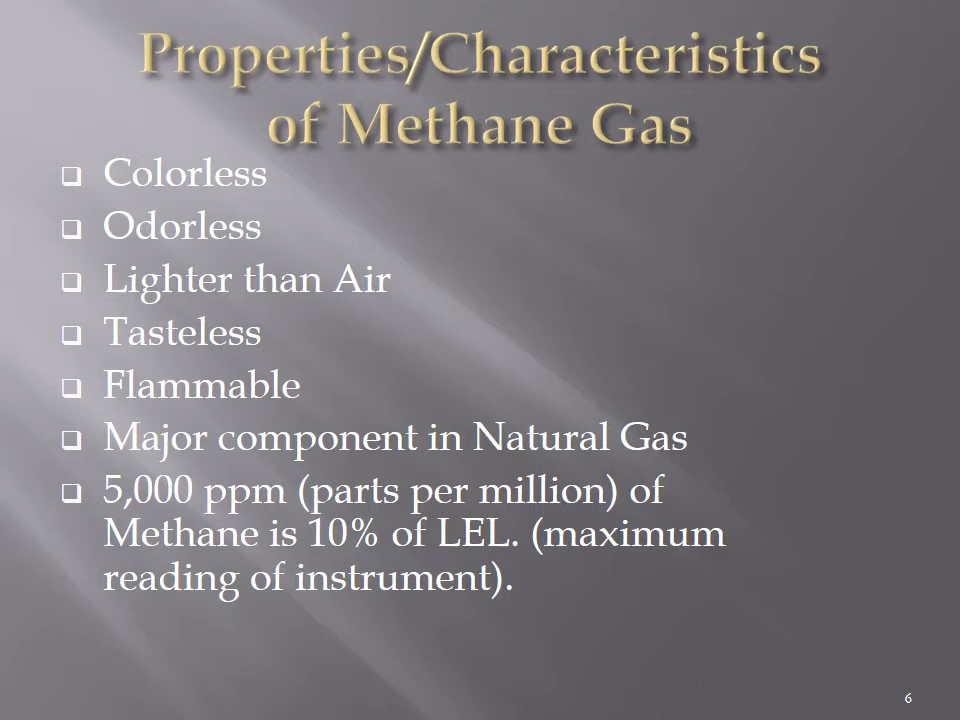 Properties/Characteristics
of Methane Gas
Colorless
Odorless
Lighter than Air
Tasteless
Flammable
Major component in Natural Gas
5,000 ppm (parts per million) of
Methane is 10% of LEL. (maximum
reading of instrument).
6